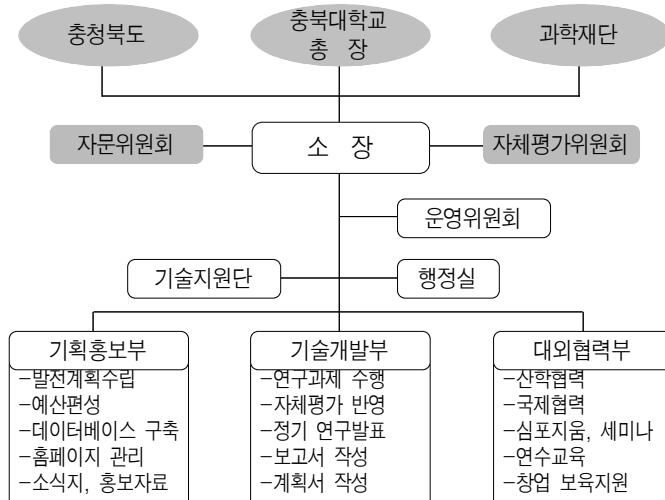 충청북도
충북대학교
총 장
과학재단
자문위원회
소 장
자체평가위원회
운영위원회
기술지원단
행정실
기획홍보부
-발전계획수립
-예산편성
-데이터베이스 구축
-홈페이지 관리
-소식지, 홍보자료
기술개발부
-연구과제 수행
-자체평가 반영
-정기 연구발표
-보고서 작성
-계획서 작성
대외협력부
-산학협력
-국제협력
-심포지움, 세미나
-연수교육
-창업 보육지원